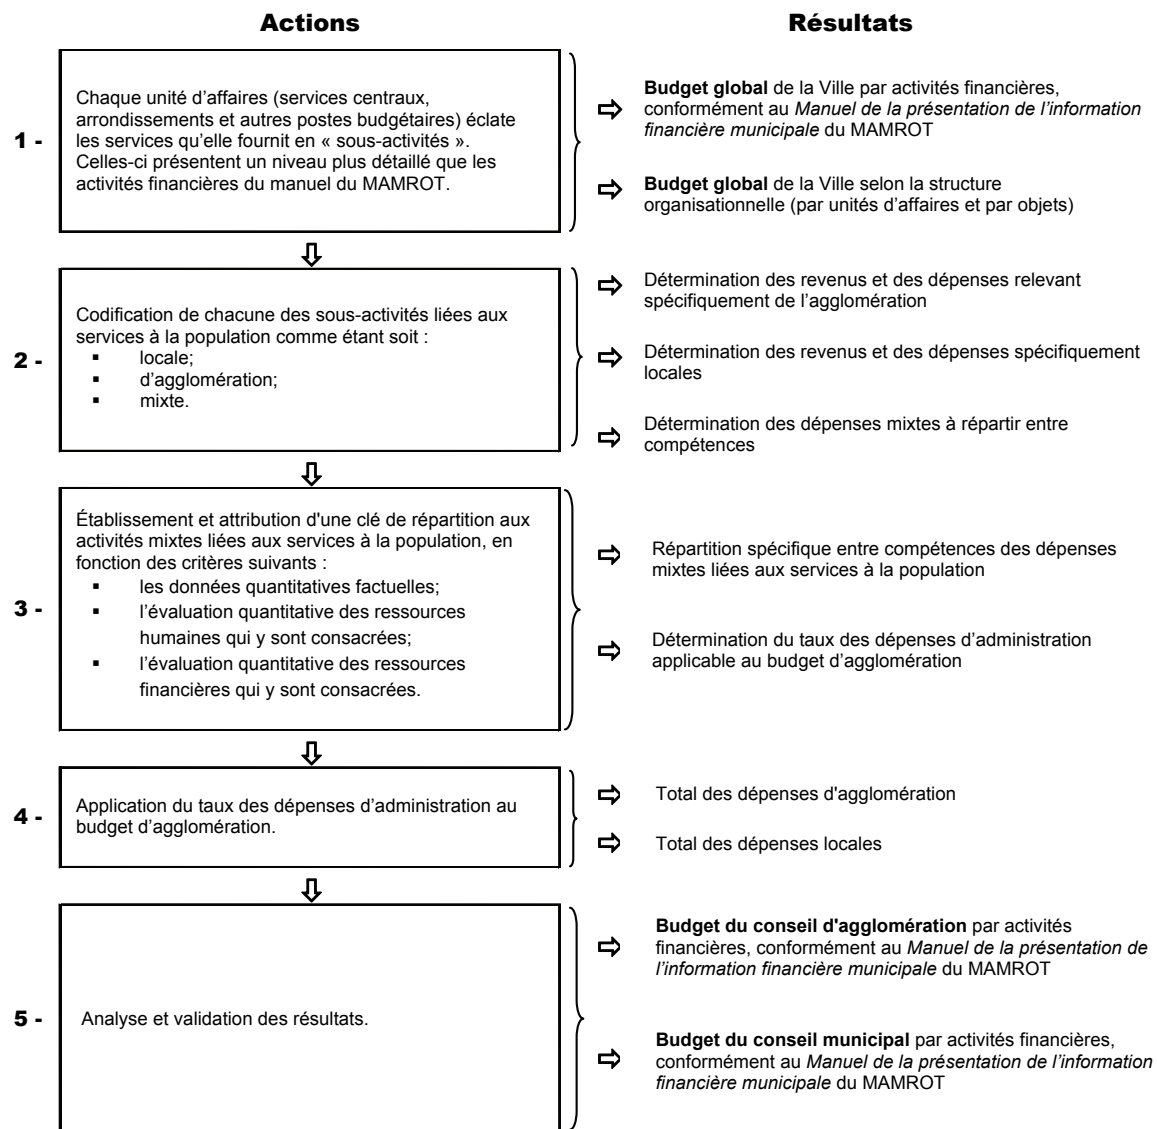 Actions
Résultats
1 -
Chaque unité d’affaires (services centraux,
arrondissements et autres postes budgétaires) éclate
les services qu’elle fournit en « sous-activités ».
Celles-ci présentent un niveau plus détaillé que les
activités financières du manuel du MAMROT.
Budget global de la Ville par activités financières,
conformément au Manuel de la présentation de l’information
financière municipale du MAMROT
Budget global de la Ville selon la structure
organisationnelle (par unités d’affaires et par objets)
2 -
Codification de chacune des sous-activités liées aux
services à la population comme étant soit :
▪ locale;
▪ d’agglomération;
▪ mixte.
Détermination des revenus et des dépenses relevant
spécifiquement de l’agglomération
Détermination des revenus et des dépenses spécifiquement
locales
Détermination des dépenses mixtes à répartir entre
compétences
3 -
Établissement et attribution d'une clé de répartition aux
activités mixtes liées aux services à la population, en
fonction des critères suivants :
▪ les données quantitatives factuelles;
▪ l’évaluation quantitative des ressources
humaines qui y sont consacrées;
▪ l’évaluation quantitative des ressources
financières qui y sont consacrées.
Répartition spécifique entre compétences des dépenses
mixtes liées aux services à la population
Détermination du taux des dépenses d’administration
applicable au budget d’agglomération
4 -
Application du taux des dépenses d’administration au
budget d’agglomération.
Total des dépenses d'agglomération
Total des dépenses locales
5 -
Analyse et validation des résultats.
Budget du conseil d'agglomération par activités
financières, conformément au Manuel de la présentation de
l’information financière municipale du MAMROT
Budget du conseil municipal par activités financières,
conformément au Manuel de la présentation de l’information
financière municipale du MAMROT